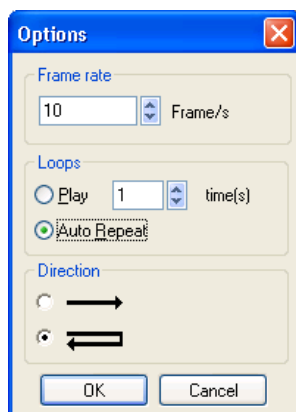 Options
Frame rate
10 Frame/s
Loops
Play 1 time(s)
Auto Repeat
Direction
OK Cancel